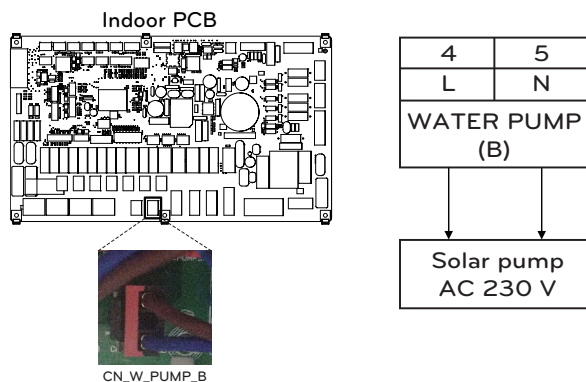 Indoor PCB
4 5
L N
WATER PUMP
(B)
Solar pump
AC 230 V
CN_W_PUMP_B